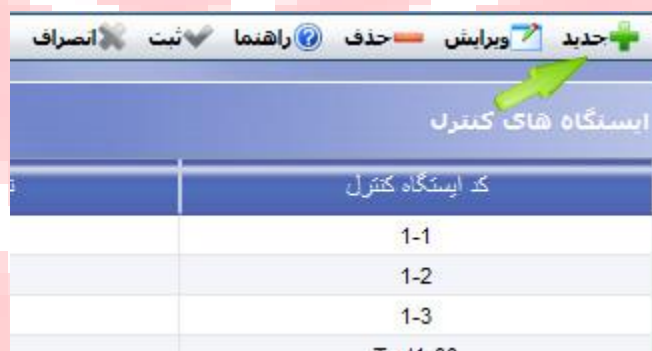 جدید ویرایش حذف راهنما ثبت انصراف
ایستگاه های کنترل
کد ایستگاه کنترل
1-1
1-2
1-3